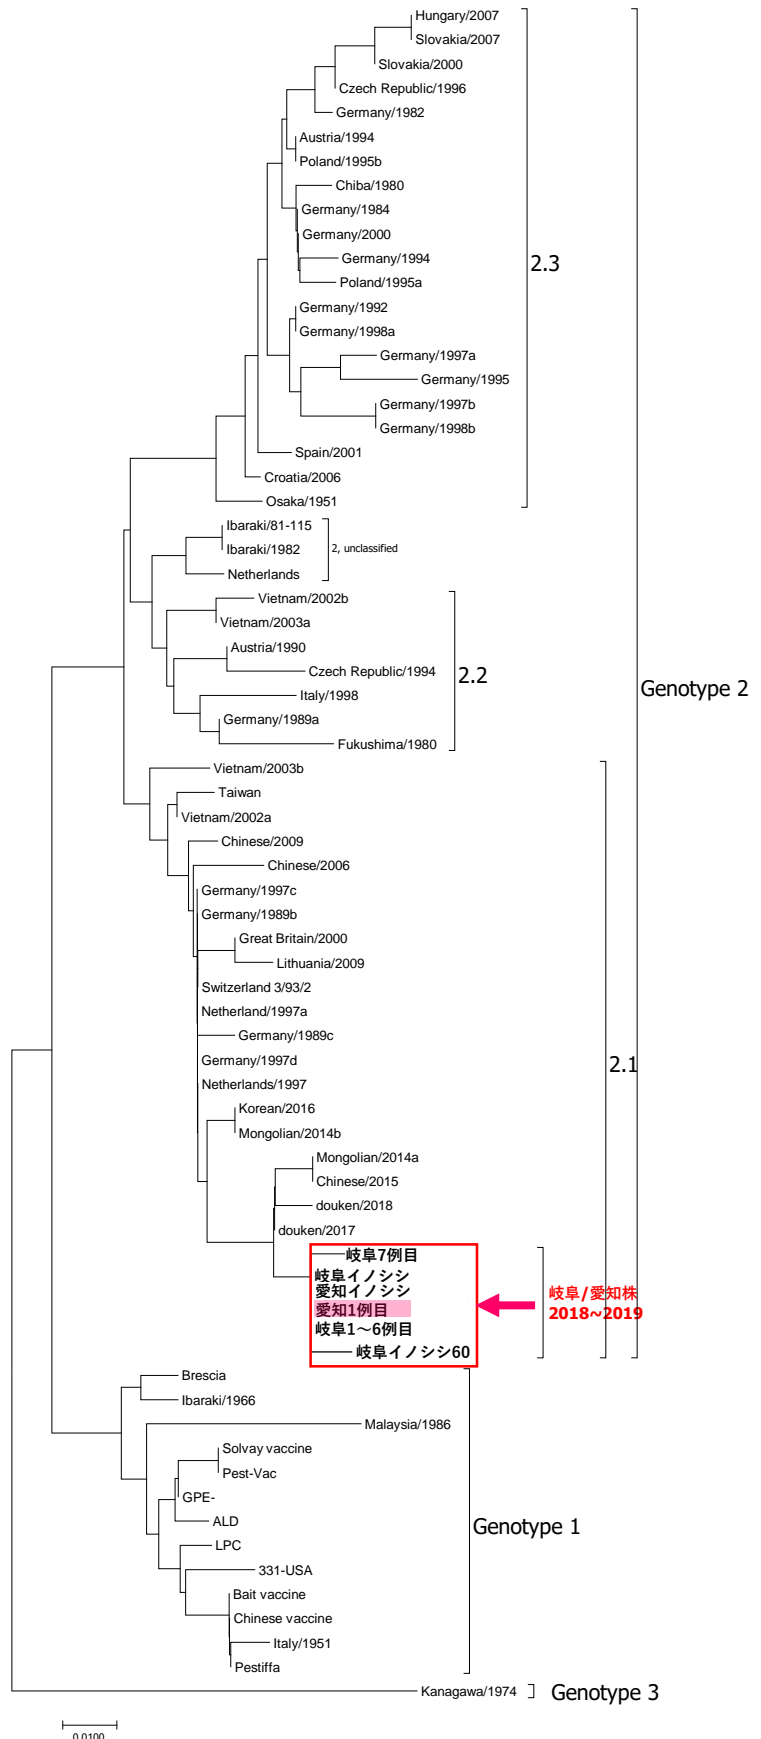 Hungary/2007
Slovakia/2007
Slovakia/2000
Czech Republic/1996
Germany/1982
Austria/1994
Poland/1995b
Chiba/1980
Germany/1984
Germany/2000
Germany/1994
Poland/1995a
2.3
Germany/1992
Germany/1998a
Germany/1997a
Germany/1995
Germany/1997b
Germany/1998b
Spain/2001
Croatia/2006
Osaka/1951
Ibaraki/81-115
Ibaraki/1982
2, unclassified
Netherlands
Vietnam/2002b
Vietnam/2003a
Austria/1990
Czech Republic/1994
2.2
Genotype 2
Italy/1998
Germany/1989a
Fukushima/1980
Vietnam/2003b
Taiwan
Vietnam/2002a
Chinese/2009
Chinese/2006
Germany/1997c
Germany/1989b
Great Britain/2000
Lithuania/2009
Switzerland 3/93/2
Netherland/1997a
Germany/1989c
Germany/1997d
2.1
Netherlands/1997
Korean/2016
Mongolian/2014b
Mongolian/2014a
Chinese/2015
douken/2018
douken/2017
岐阜7例目
岐阜イノシシ
愛知イノシシ
愛知1例目
岐阜1～6例目
岐阜イノシシ60
岐阜/愛知株
2018~2019
Brescia
Ibaraki/1966
Malaysia/1986
Solvay vaccine
Pest-Vac
GPE-
ALD
Genotype 1
LPC
331-USA
Bait vaccine
Chinese vaccine
Italy/1951
Pestiffa
Kanagawa/1974
Genotype 3
0.0100